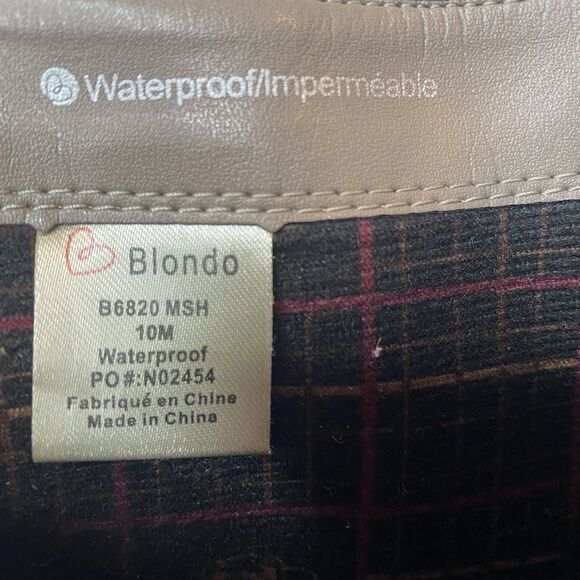 Waterproof/Imperméable
Blondo
B6820 MSH
10M
Waterproof
PO#:N02454
Fabriqué en Chine
Made in China